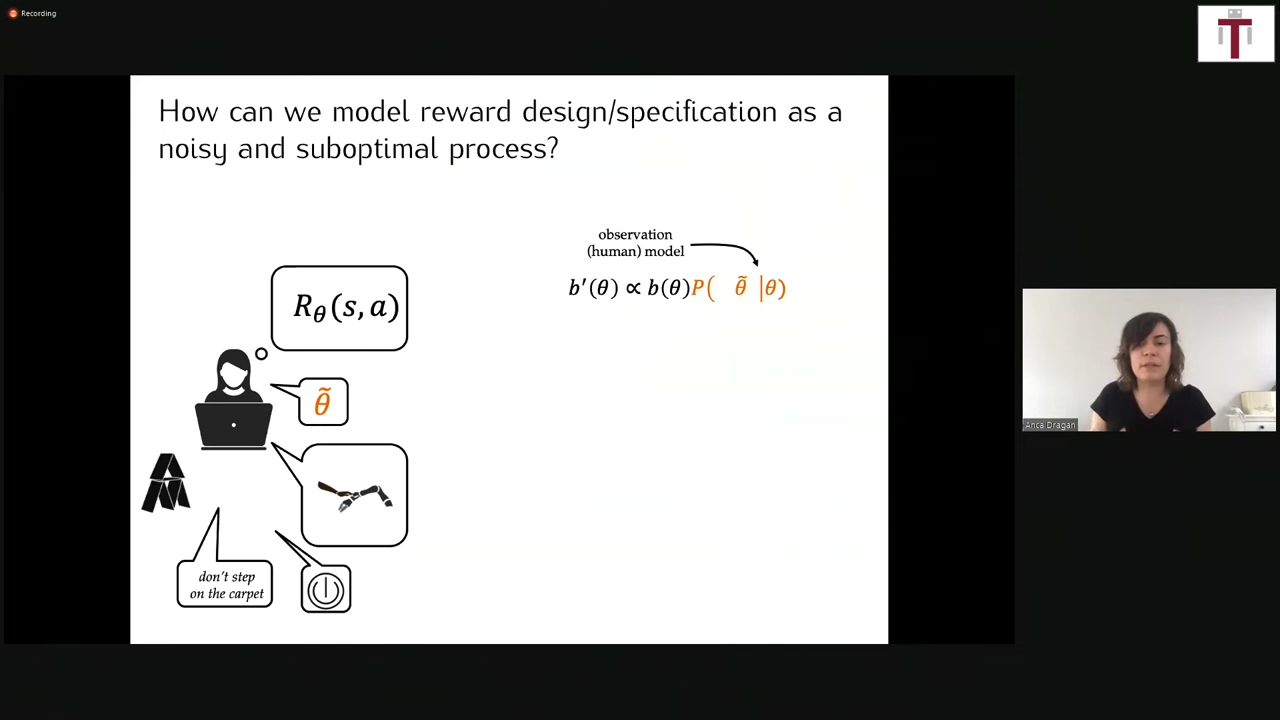 Recording
How can we model reward design/specification as a
noisy and suboptimal process?
observation
(human) model
b′(θ) ∝ b(θ)P( θ̃ |θ)
R_θ(s, a)
θ̃
don't step
on the carpet
Anca Dragan
T